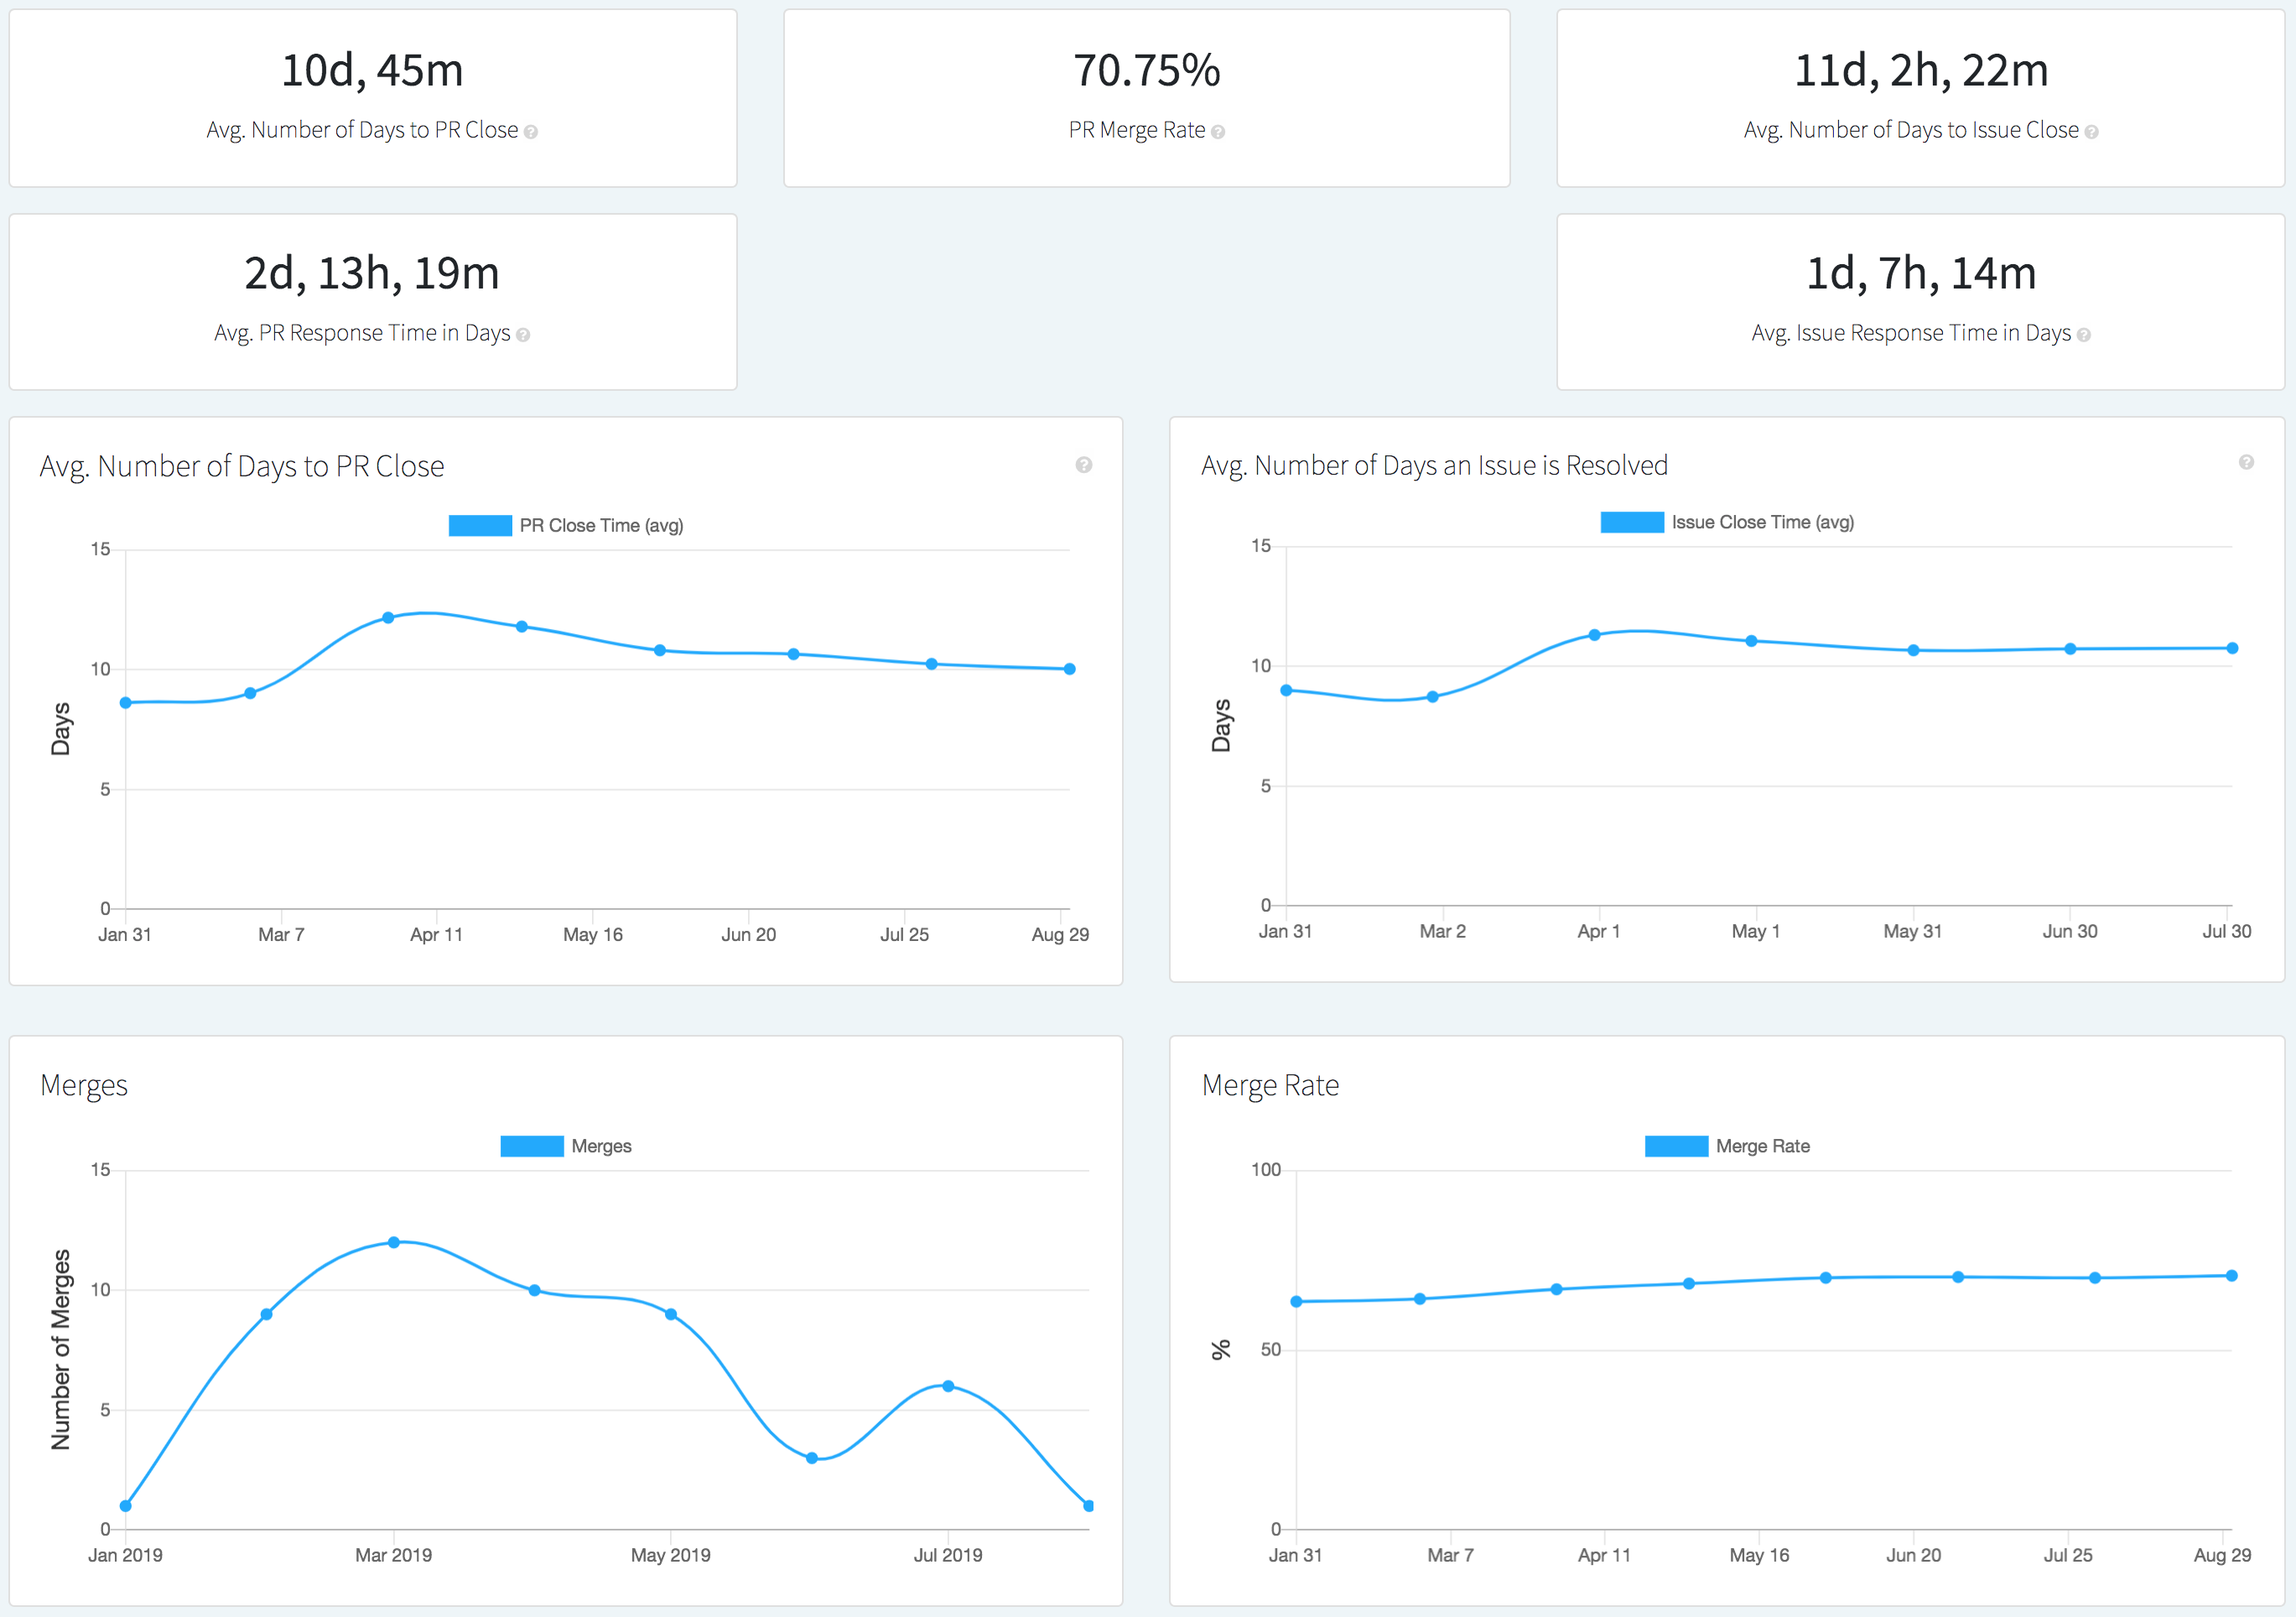 10d, 45m
Avg. Number of Days to PR Close ?
70.75%
PR Merge Rate ?
11d, 2h, 22m
Avg. Number of Days to Issue Close ?
2d, 13h, 19m
Avg. PR Response Time in Days ?
1d, 7h, 14m
Avg. Issue Response Time in Days ?
Avg. Number of Days to PR Close ?
PR Close Time (avg)
15
10
5
0
Days
Jan 31 Mar 7 Apr 11 May 16 Jun 20 Jul 25 Aug 29
Avg. Number of Days an Issue is Resolved ?
Issue Close Time (avg)
15
10
5
0
Days
Jan 31 Mar 2 Apr 1 May 1 May 31 Jun 30 Jul 30
Merges
Merges
15
10
5
0
Number of Merges
Jan 2019 Mar 2019 May 2019 Jul 2019
Merge Rate
Merge Rate
100
50
0
%
Jan 31 Mar 7 Apr 11 May 16 Jun 20 Jul 25 Aug 29